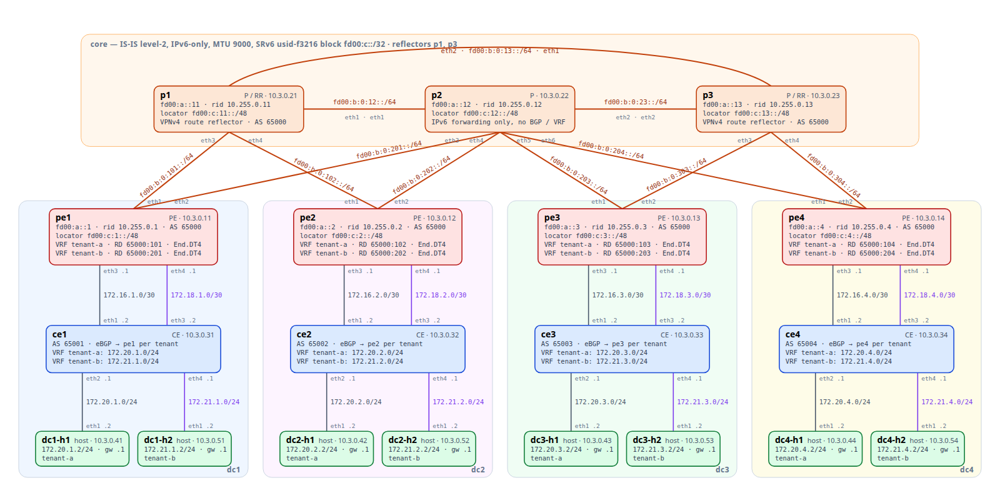 core — IS-IS level-2, IPv6-only, MTU 9000, SRv6 usid-f3216 block fd00:c::/32 · reflectors p1, p3
eth2 · fd00:b:0:13::/64 · eth1
p1 P / RR · 10.3.0.21
fd00:a::11 · rid 10.255.0.11
locator fd00:c:11::/48
VPNv4 route reflector · AS 65000
fd00:b:0:12::/64
eth1 · eth1
p2 P · 10.3.0.22
fd00:a::12 · rid 10.255.0.12
locator fd00:c:12::/48
IPv6 forwarding only, no BGP / VRF
fd00:b:0:23::/64
eth2 · eth2
p3 P / RR · 10.3.0.23
fd00:a::13 · rid 10.255.0.13
locator fd00:c:13::/48
VPNv4 route reflector · AS 65000
eth3 eth4 eth3 eth4 eth5 eth6 eth3 eth4
fd00:b:0:101::/64
fd00:b:0:201::/64
fd00:b:0:102::/64
fd00:b:0:202::/64
fd00:b:0:203::/64
fd00:b:0:204::/64
fd00:b:0:303::/64
fd00:b:0:304::/64
eth1 eth2 eth1 eth2 eth1 eth2 eth1 eth2
pe1 PE · 10.3.0.11
fd00:a::1 · rid 10.255.0.1 · AS 65000
locator fd00:c:1::/48
VRF tenant-a · RD 65000:101 · End.DT4
VRF tenant-b · RD 65000:201 · End.DT4
eth3 .1 eth4 .1
172.16.1.0/30 172.18.1.0/30
eth1 .2 eth3 .2
ce1 CE · 10.3.0.31
AS 65001 · eBGP → pe1 per tenant
VRF tenant-a: 172.20.1.0/24
VRF tenant-b: 172.21.1.0/24
eth2 .1 eth4 .1
172.20.1.0/24 172.21.1.0/24
eth1 .2 eth1 .2
dc1-h1 host · 10.3.0.41
172.20.1.2/24 · gw .1
tenant-a
dc1-h2 host · 10.3.0.51
172.21.1.2/24 · gw .1
tenant-b
dc1
pe2 PE · 10.3.0.12
fd00:a::2 · rid 10.255.0.2 · AS 65000
locator fd00:c:2::/48
VRF tenant-a · RD 65000:102 · End.DT4
VRF tenant-b · RD 65000:202 · End.DT4
eth3 .1 eth4 .1
172.16.2.0/30 172.18.2.0/30
eth1 .2 eth3 .2
ce2 CE · 10.3.0.32
AS 65002 · eBGP → pe2 per tenant
VRF tenant-a: 172.20.2.0/24
VRF tenant-b: 172.21.2.0/24
eth2 .1 eth4 .1
172.20.2.0/24 172.21.2.0/24
eth1 .2 eth1 .2
dc2-h1 host · 10.3.0.42
172.20.2.2/24 · gw .1
tenant-a
dc2-h2 host · 10.3.0.52
172.21.2.2/24 · gw .1
tenant-b
dc2
pe3 PE · 10.3.0.13
fd00:a::3 · rid 10.255.0.3 · AS 65000
locator fd00:c:3::/48
VRF tenant-a · RD 65000:103 · End.DT4
VRF tenant-b · RD 65000:203 · End.DT4
eth3 .1 eth4 .1
172.16.3.0/30 172.18.3.0/30
eth1 .2 eth3 .2
ce3 CE · 10.3.0.33
AS 65003 · eBGP → pe3 per tenant
VRF tenant-a: 172.20.3.0/24
VRF tenant-b: 172.21.3.0/24
eth2 .1 eth4 .1
172.20.3.0/24 172.21.3.0/24
eth1 .2 eth1 .2
dc3-h1 host · 10.3.0.43
172.20.3.2/24 · gw .1
tenant-a
dc3-h2 host · 10.3.0.53
172.21.3.2/24 · gw .1
tenant-b
dc3
pe4 PE · 10.3.0.14
fd00:a::4 · rid 10.255.0.4 · AS 65000
locator fd00:c:4::/48
VRF tenant-a · RD 65000:104 · End.DT4
VRF tenant-b · RD 65000:204 · End.DT4
eth3 .1 eth4 .1
172.16.4.0/30 172.18.4.0/30
eth1 .2 eth3 .2
ce4 CE · 10.3.0.34
AS 65004 · eBGP → pe4 per tenant
VRF tenant-a: 172.20.4.0/24
VRF tenant-b: 172.21.4.0/24
eth2 .1 eth4 .1
172.20.4.0/24 172.21.4.0/24
eth1 .2 eth1 .2
dc4-h1 host · 10.3.0.44
172.20.4.2/24 · gw .1
tenant-a
dc4-h2 host · 10.3.0.54
172.21.4.2/24 · gw .1
tenant-b
dc4